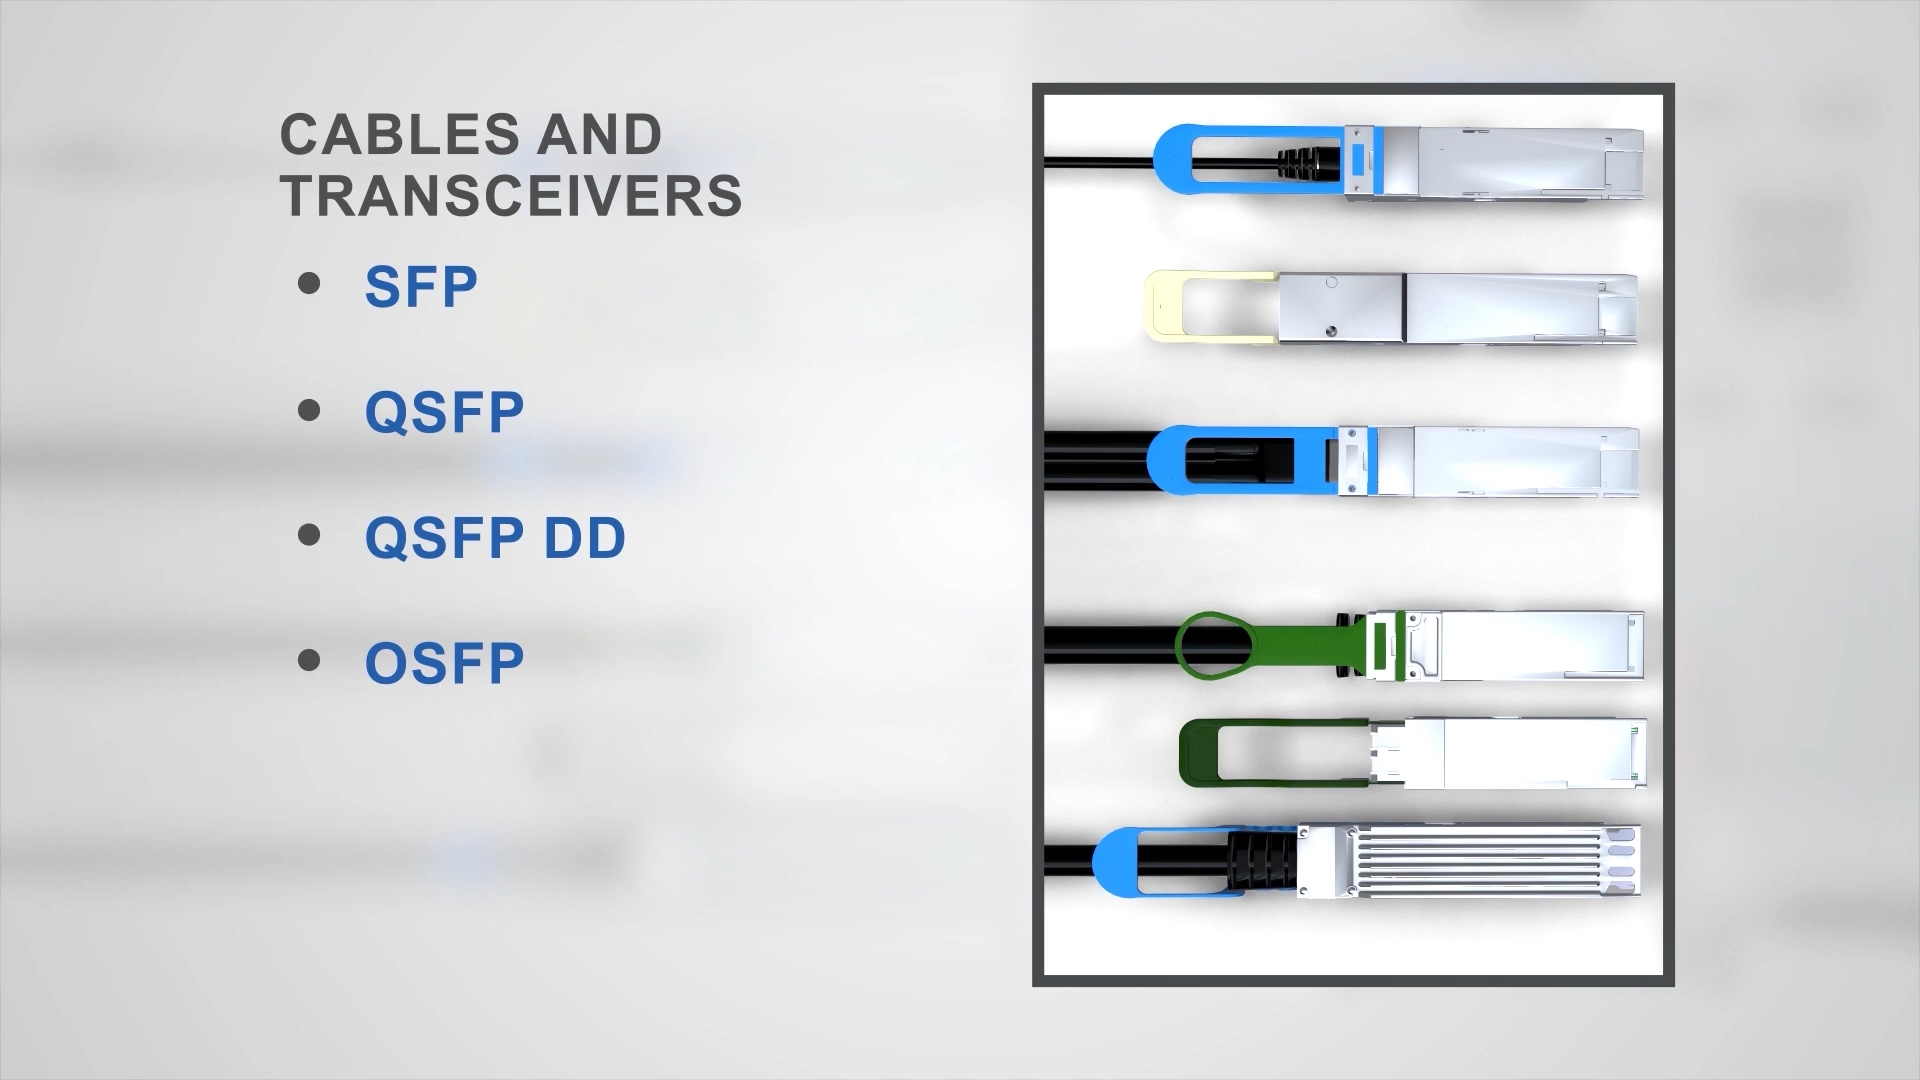 CABLES AND
TRANSCEIVERS
• SFP
• QSFP
• QSFP DD
• OSFP